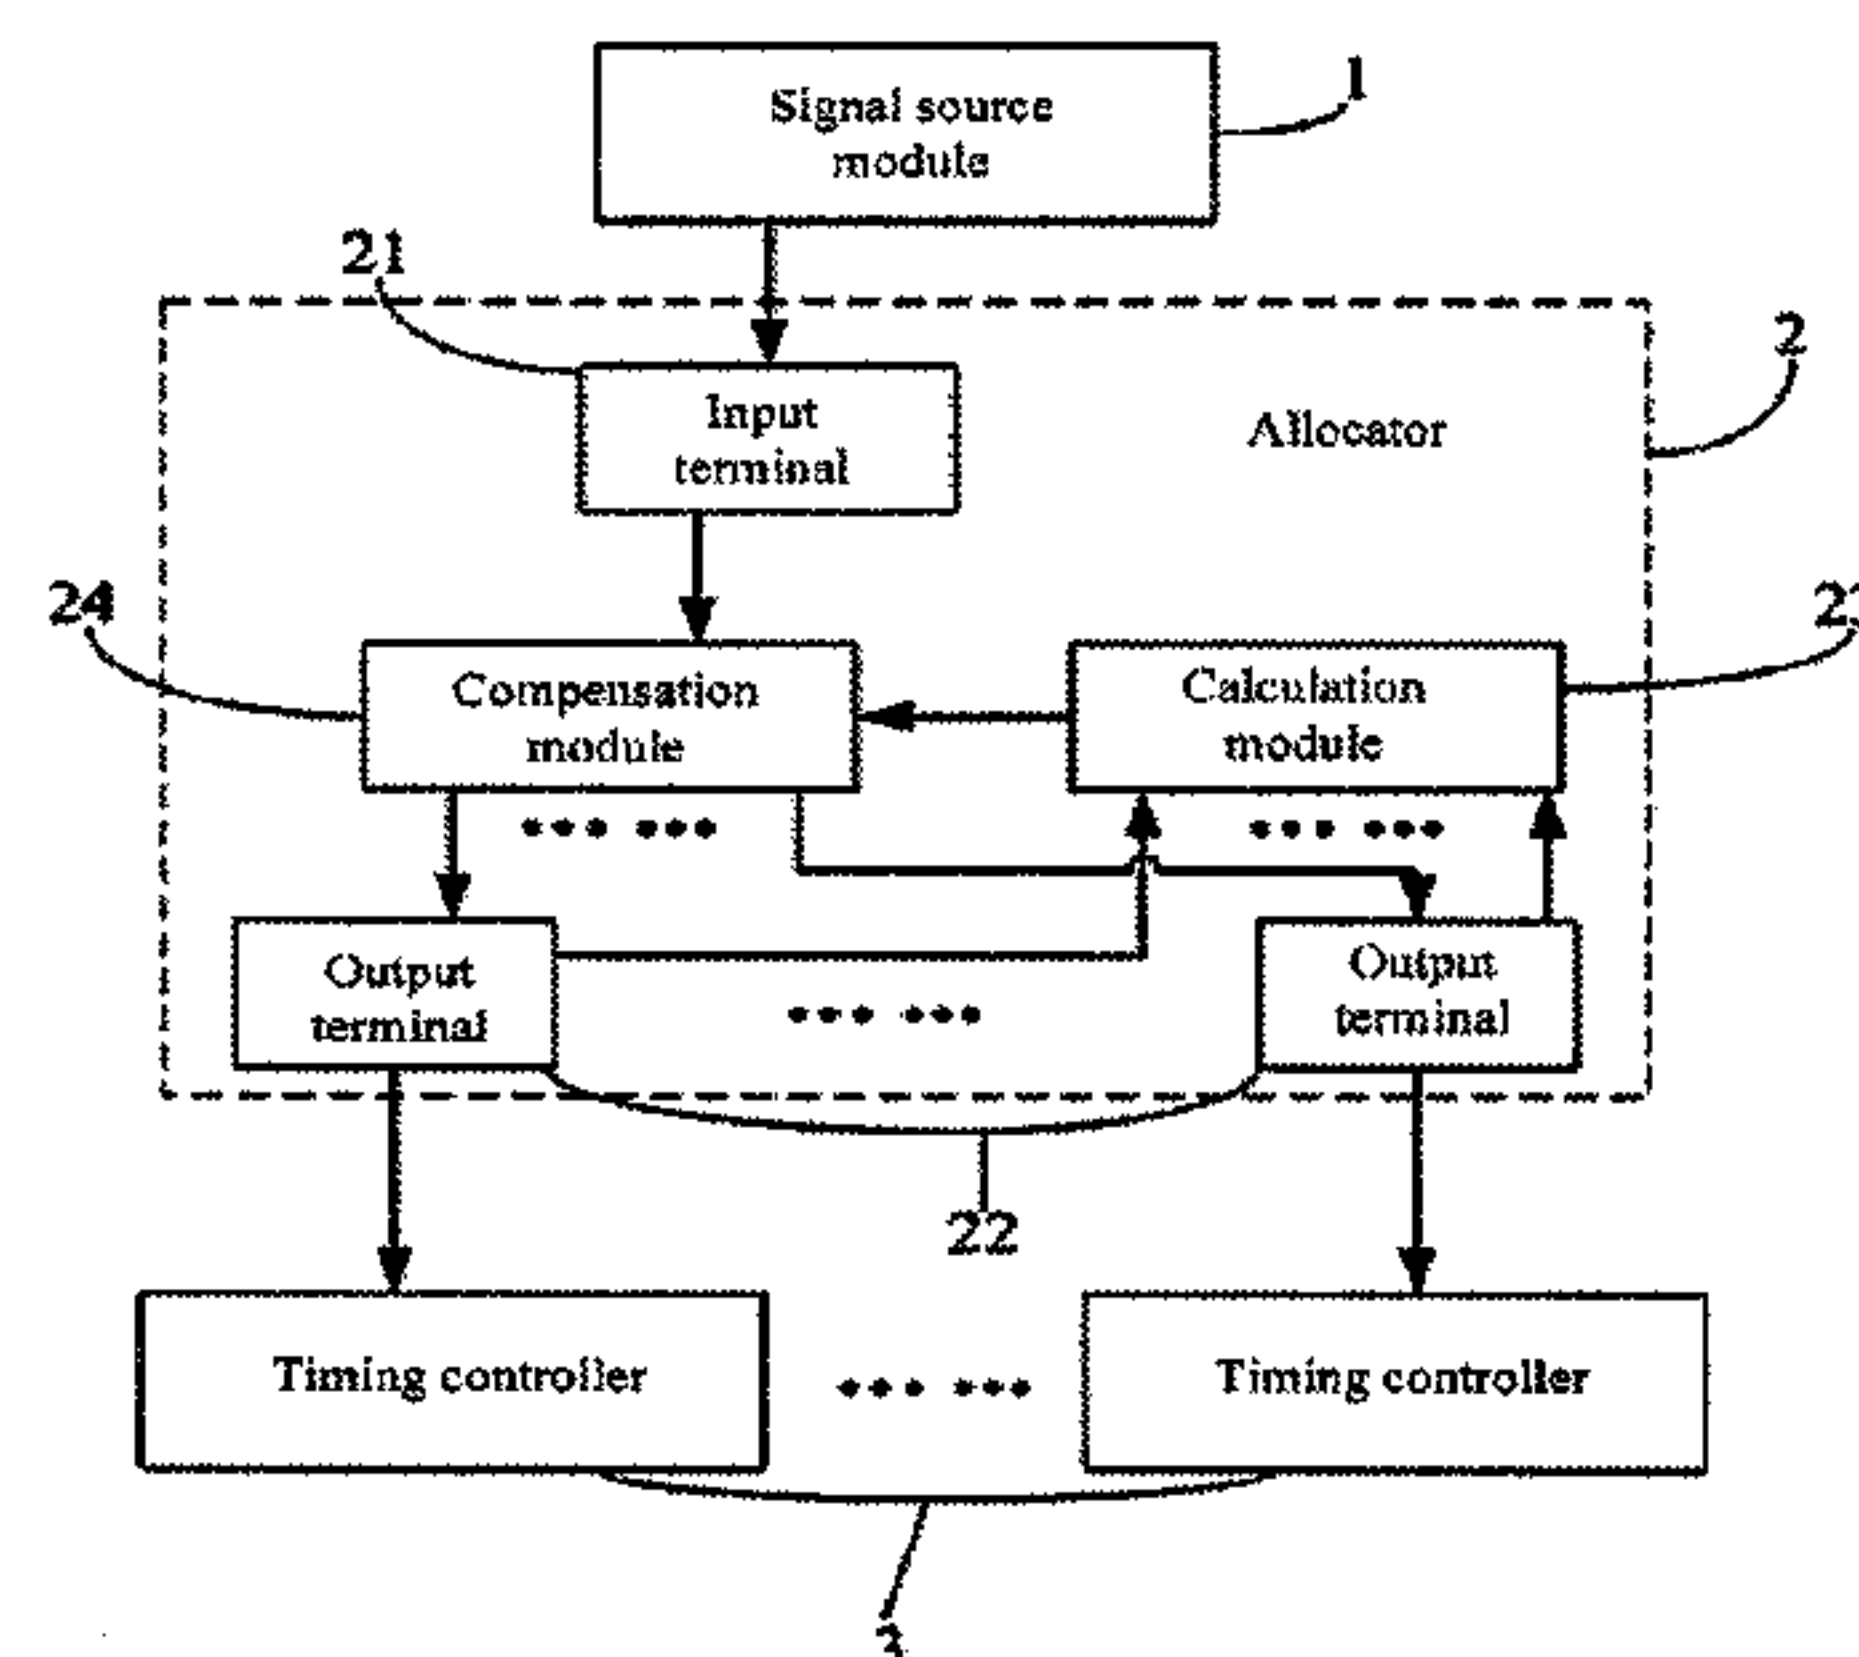 Signal source
module
1
21
2
Input
terminal
Allocator
24
Compensation
module
Calculation
module
Output
terminal
Output
terminal
22
Timing controller
Timing controller